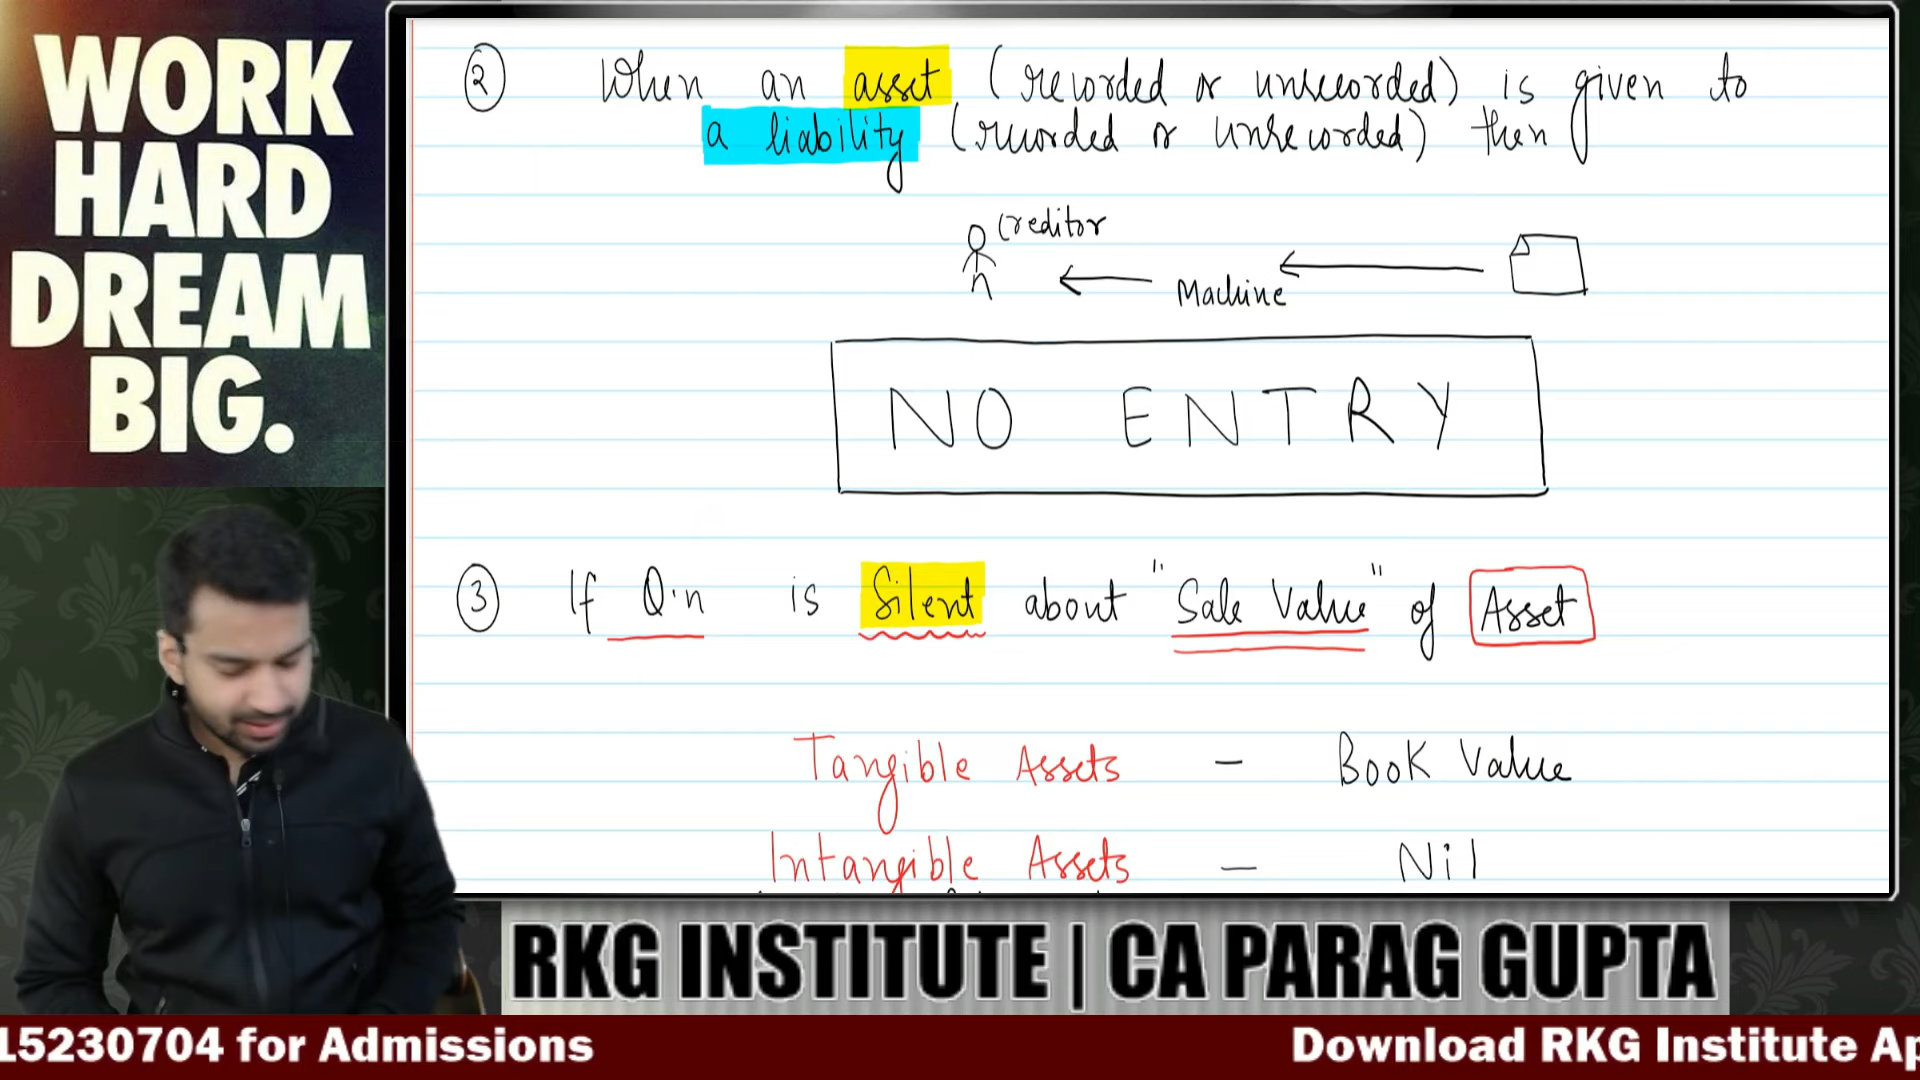 WORK
HARD
DREAM
BIG.
② When an asset (recorded or unrecorded) is given to
a liability (recorded or unrecorded) then
Creditor
Machine
NO ENTRY
③ If Q.n is Silent about "Sale Value" of Asset
Tangible Assets - Book Value
Intangible Assets - Nil
RKG INSTITUTE | CA PARAG GUPTA
15230704 for Admissions
Download RKG Institute Ap